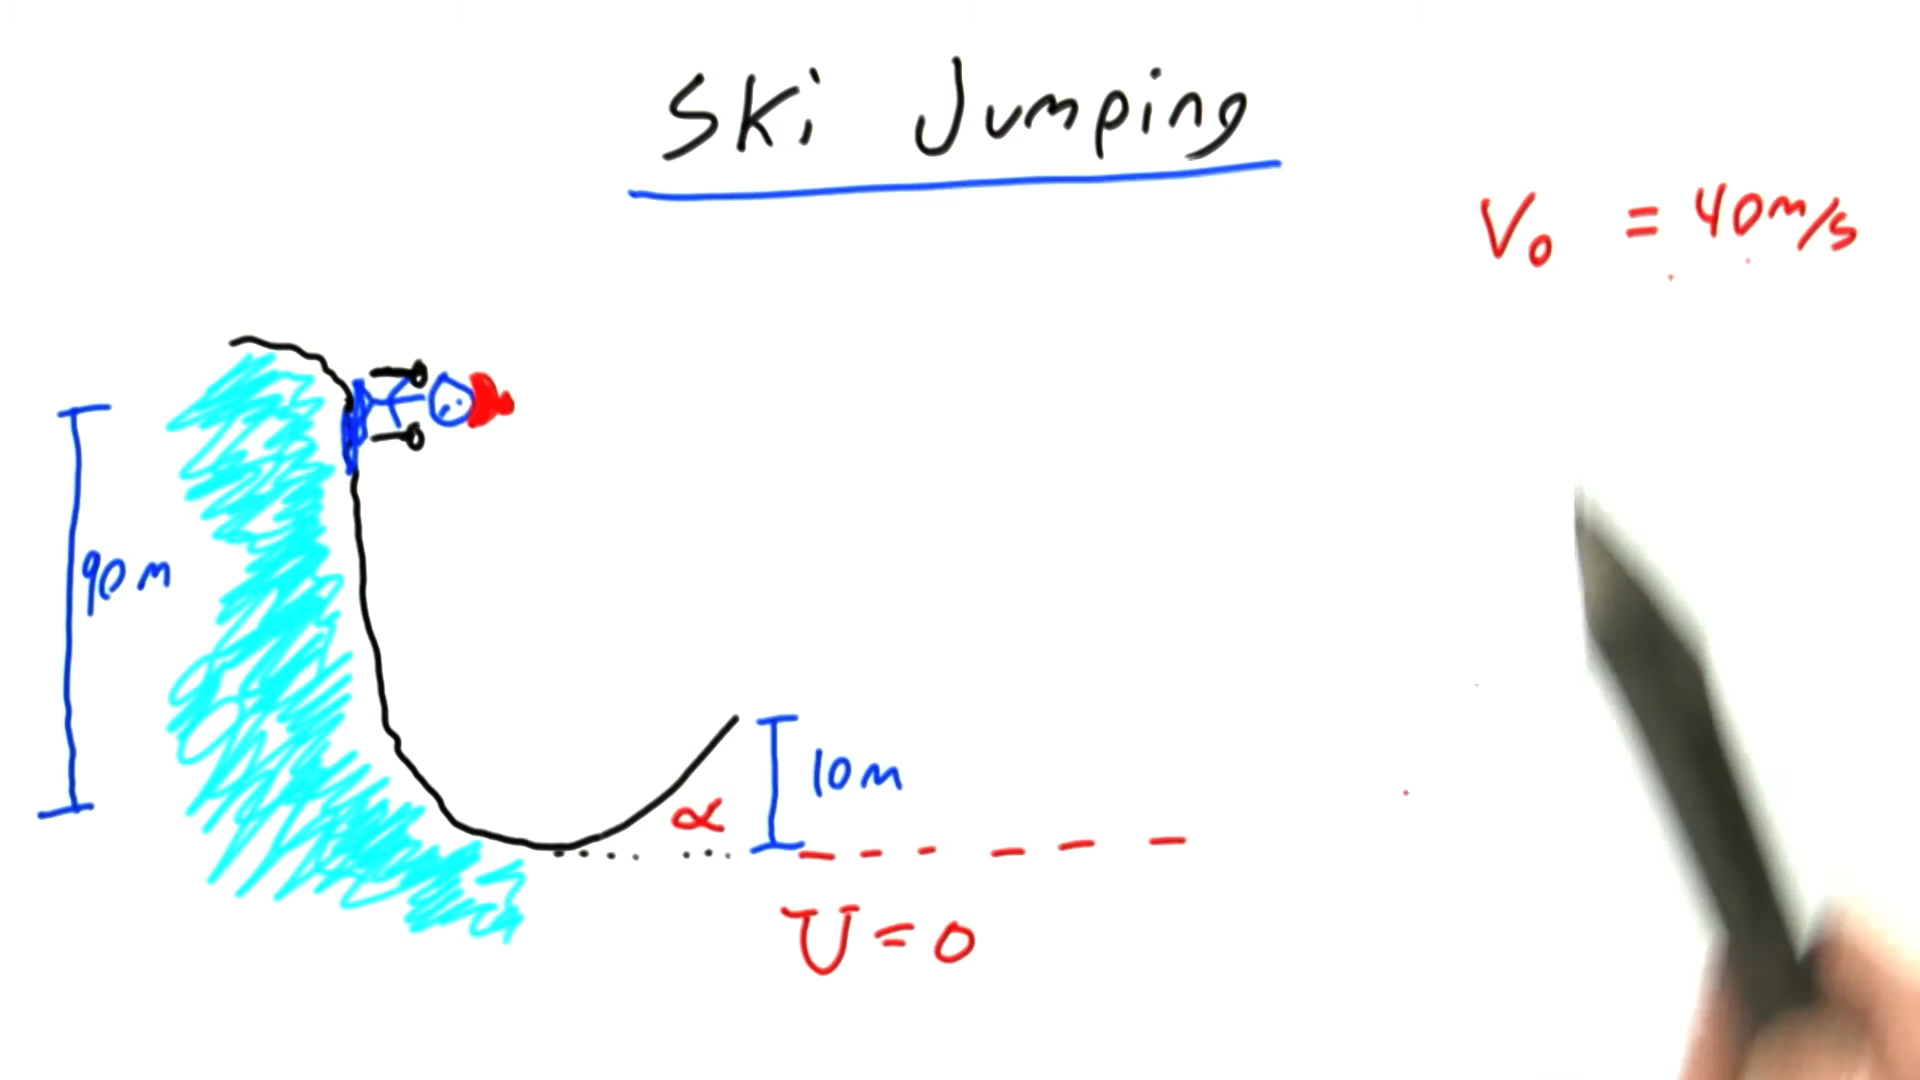 Ski Jumping
V₀ = 40m/s
90m
10m
α
U=0